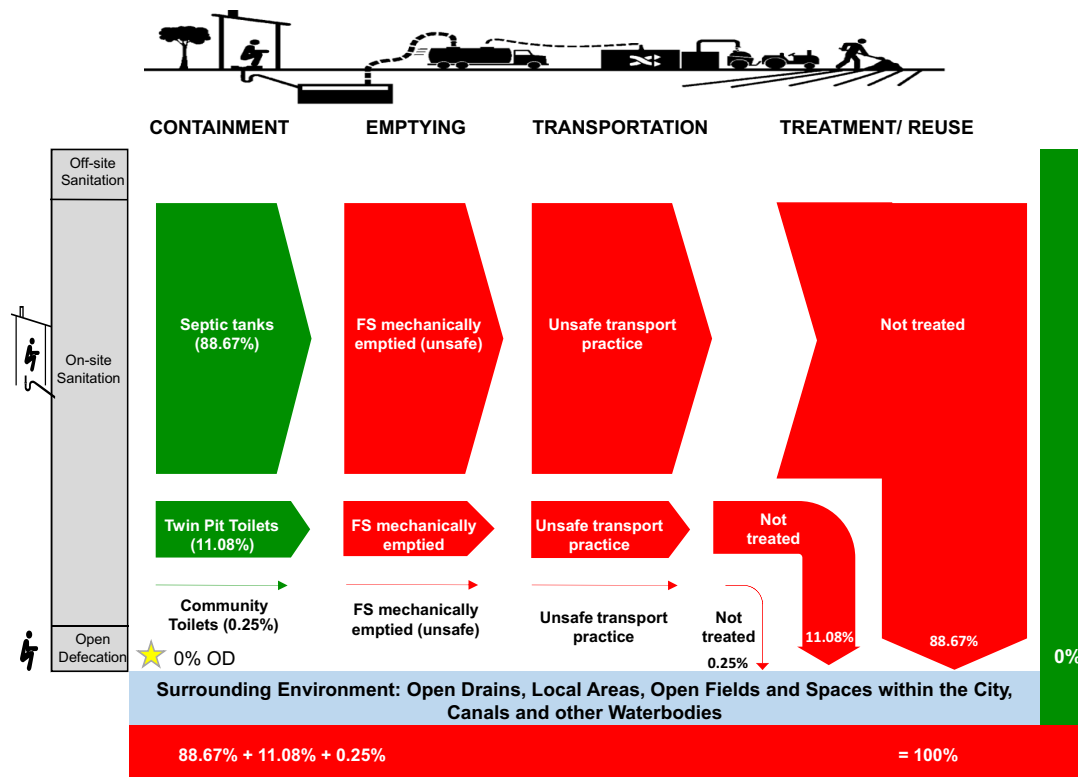 CONTAINMENT
EMPTYING
TRANSPORTATION
TREATMENT/ REUSE
Off-site
Sanitation
On-site
Sanitation
Open
Defecation
Septic tanks
(88.67%)
FS mechanically
emptied (unsafe)
Unsafe transport
practice
Not treated
Twin Pit Toilets
(11.08%)
FS mechanically
emptied
Unsafe transport
practice
Not
treated
Community
Toilets (0.25%)
FS mechanically
emptied (unsafe)
Unsafe transport
practice
Not
treated
0.25%
11.08%
88.67%
0% OD
0%
Surrounding Environment: Open Drains, Local Areas, Open Fields and Spaces within the City,
Canals and other Waterbodies
88.67% + 11.08% + 0.25%
= 100%